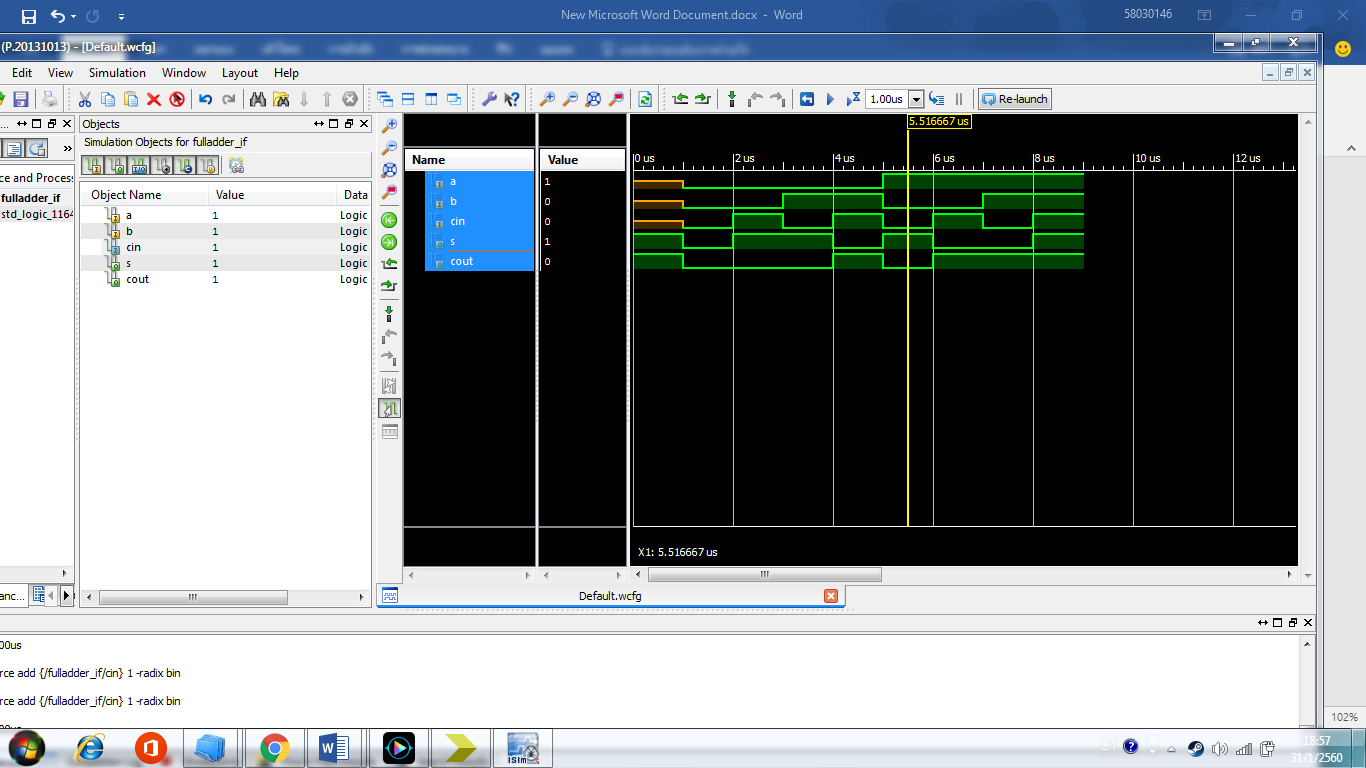 New Microsoft Word Document.docx - Word
58030146
(P.20131013) - [Default.wcfg]
Edit View Simulation Window Layout Help
1.00us
Re-launch
Objects
Simulation Objects for fulladder_if
ce and Process
fulladder_if
std_logic_1164
Object Name Value Data
a 1 Logic
b 1 Logic
cin 1 Logic
s 1 Logic
cout 1 Logic
Name Value
a 1
b 0
cin 0
s 1
cout 0
5.516667 us
0 us 2 us 4 us 6 us 8 us 10 us 12 us
X1: 5.516667 us
anc...
Default.wcfg
00us
rce add {/fulladder_if/cin} 1 -radix bin
rce add {/fulladder_if/cin} 1 -radix bin
102%
ISim
18:57
31/1/2560